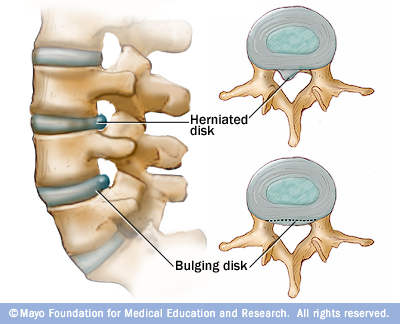 Herniated
disk
Bulging disk
©Mayo Foundation for Medical Education and Research. All rights reserved.